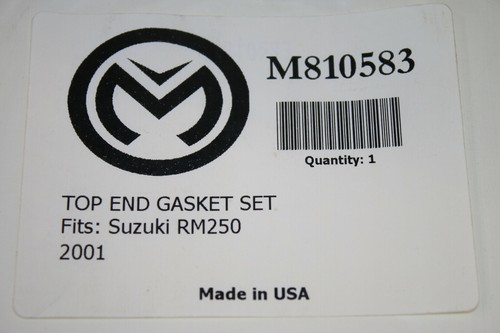 M810583
Quantity: 1
TOP END GASKET SET
Fits: Suzuki RM250
2001
Made in USA